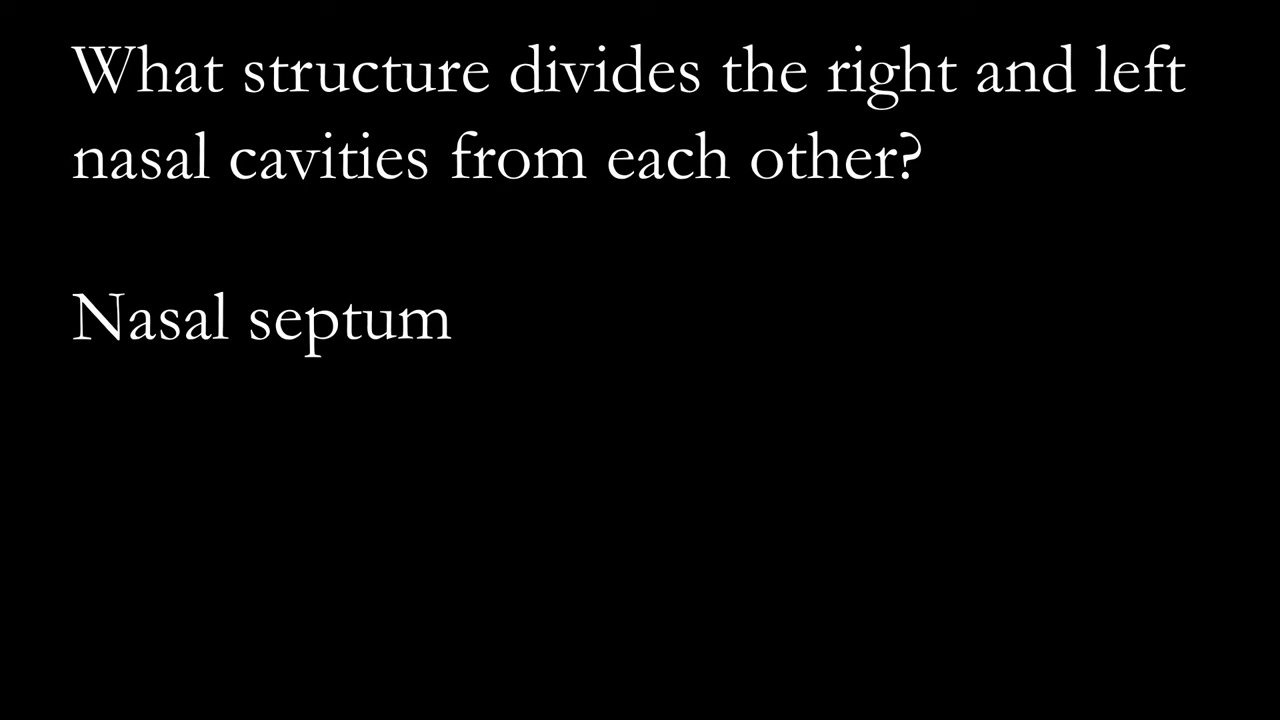 What structure divides the right and left
nasal cavities from each other?
Nasal septum